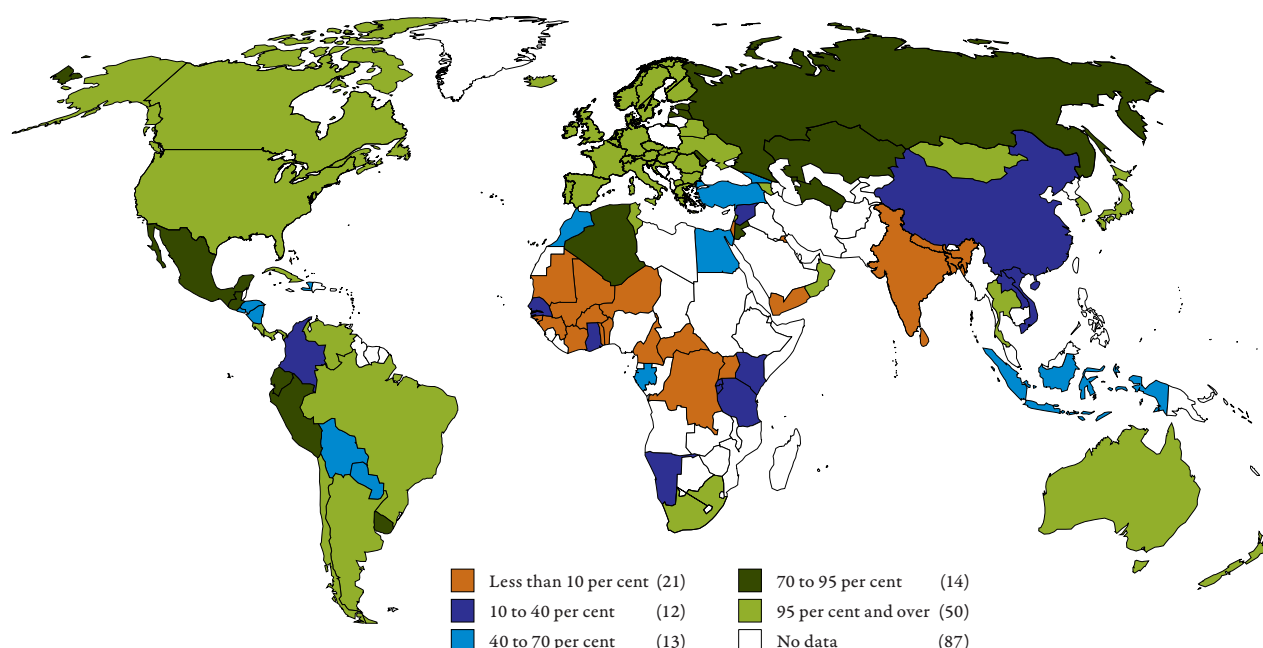 Less than 10 per cent (21)
10 to 40 per cent (12)
40 to 70 per cent (13)
70 to 95 per cent (14)
95 per cent and over (50)
No data (87)